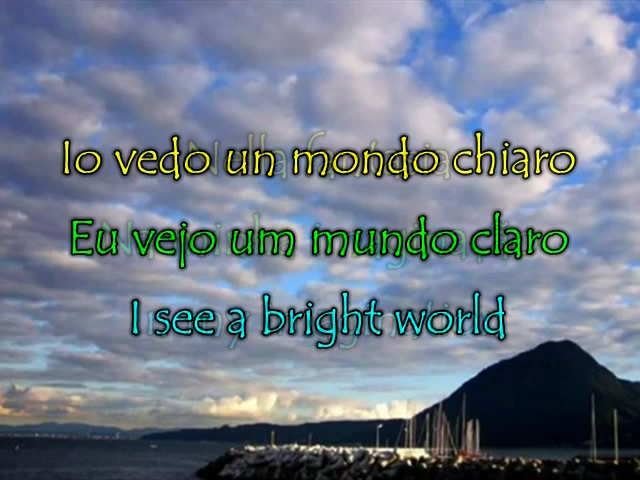 Io vedo un mondo chiaro
Eu vejo um mundo claro
I see a bright world